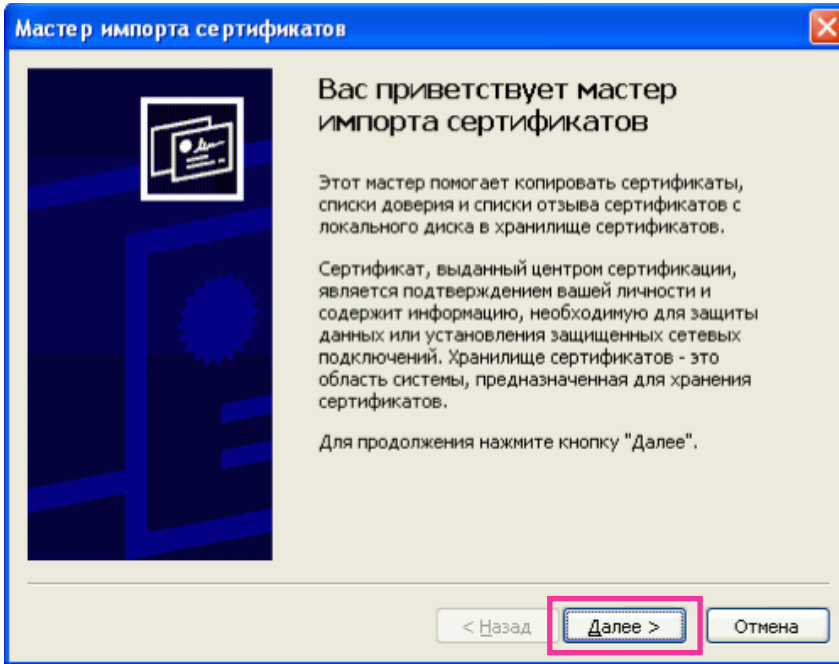 Мастер импорта сертификатов
Вас приветствует мастер
импорта сертификатов
Этот мастер помогает копировать сертификаты,
списки доверия и списки отзыва сертификатов с
локального диска в хранилище сертификатов.
Сертификат, выданный центром сертификации,
является подтверждением вашей личности и
содержит информацию, необходимую для защиты
данных или установления защищенных сетевых
подключений. Хранилище сертификатов - это
область системы, предназначенная для хранения
сертификатов.
Для продолжения нажмите кнопку "Далее".
< Назад
Далее >
Отмена